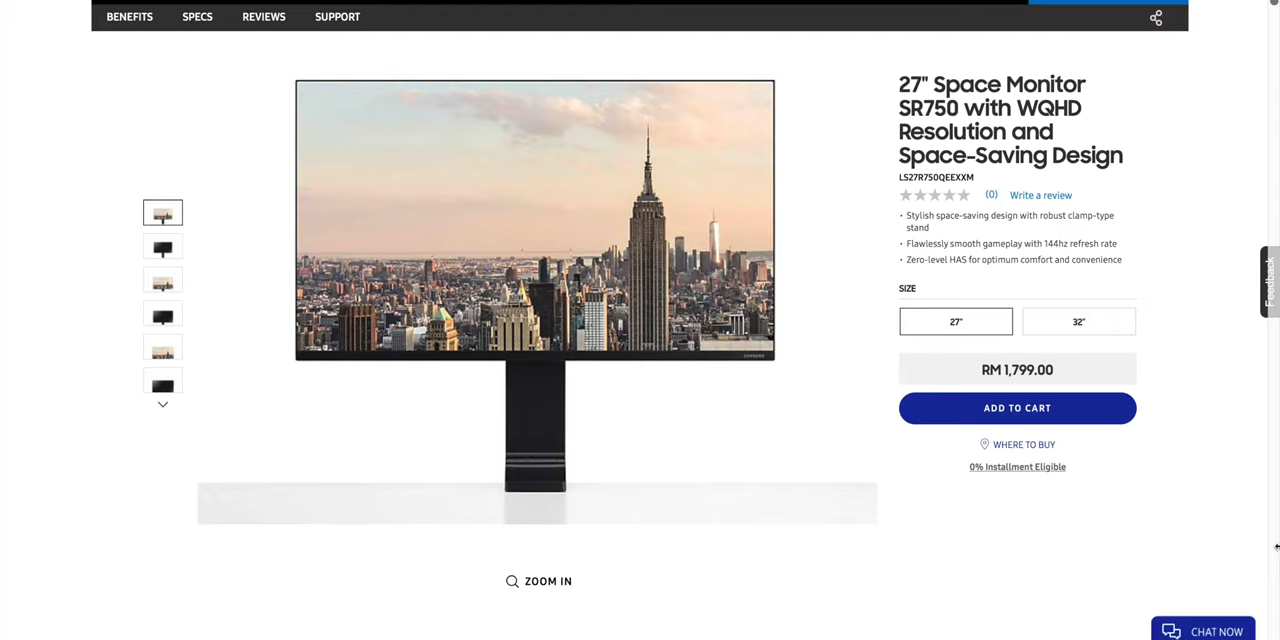 BENEFITS SPECS REVIEWS SUPPORT
27" Space Monitor
SR750 with WQHD
Resolution and
Space-Saving Design
LS27R750QEEXXM
(0) Write a review
• Stylish space-saving design with robust clamp-type
stand
• Flawlessly smooth gameplay with 144hz refresh rate
• Zero-level HAS for optimum comfort and convenience
SIZE
27" 32"
RM 1,799.00
ADD TO CART
WHERE TO BUY
0% Installment Eligible
SAMSUNG
ZOOM IN
Feedback
CHAT NOW